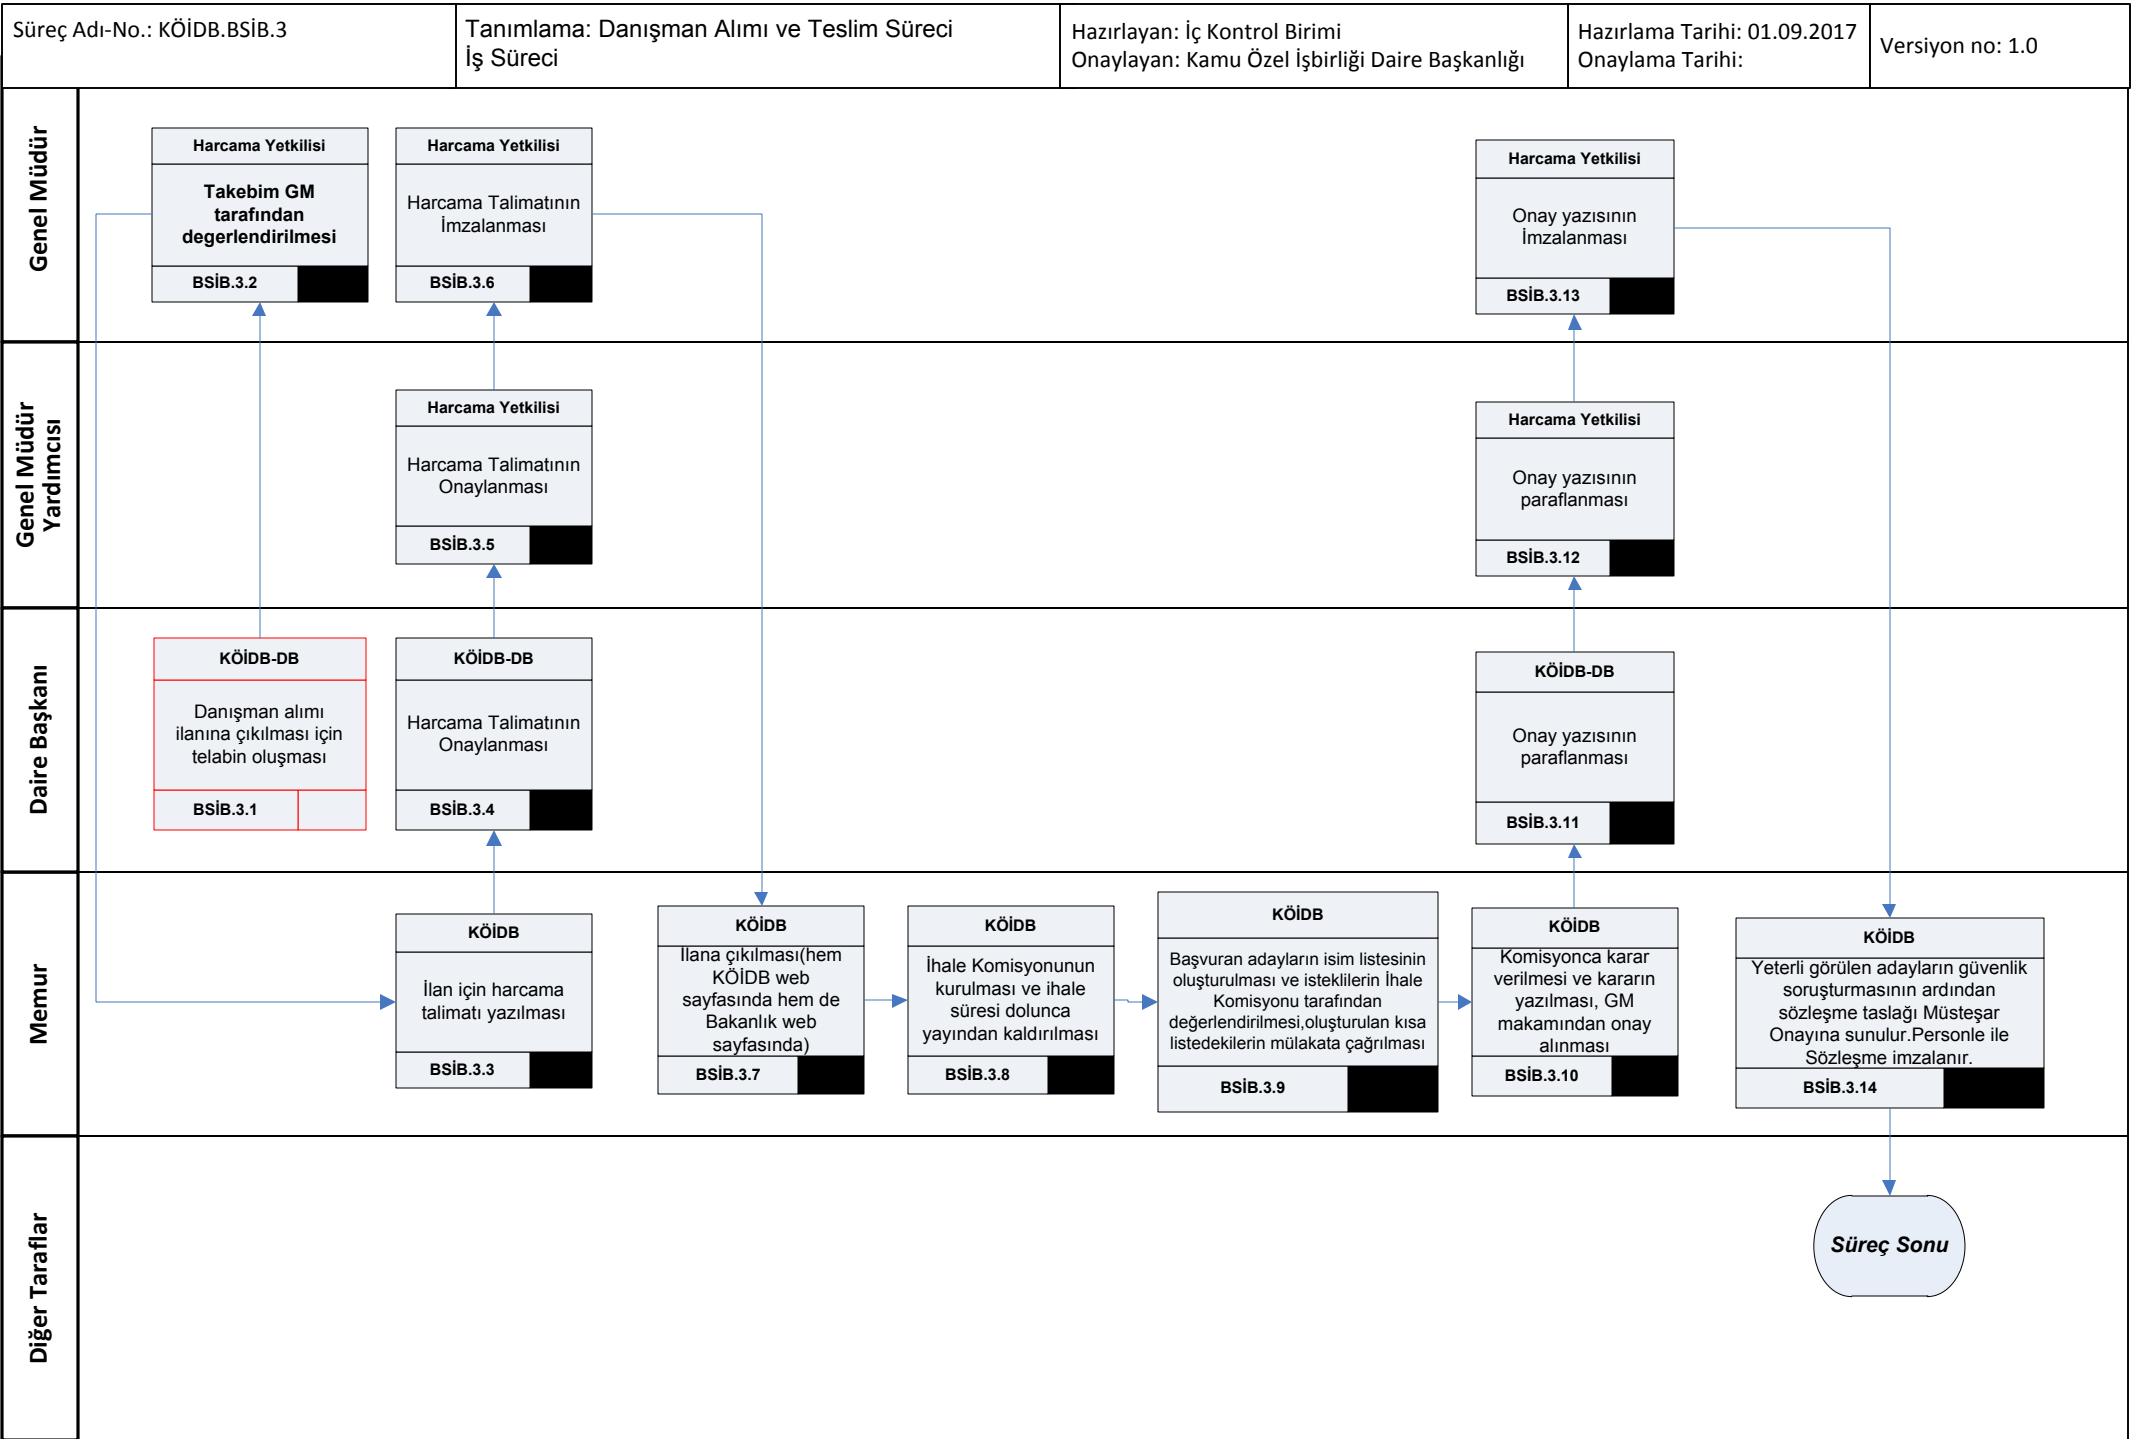 Süreç Adı-No.: KÖİDB.BSİB.3
Tanımlama: Danışman Alımı ve Teslim Süreci
İş Süreci
Hazırlayan: İç Kontrol Birimi
Onaylayan: Kamu Özel İşbirliği Daire Başkanlığı
Hazırlama Tarihi: 01.09.2017
Onaylama Tarihi:
Versiyon no: 1.0
Genel Müdür
Harcama Yetkilisi
Takebim GM
tarafından
degerlendirilmesi
BSİB.3.2
Harcama Yetkilisi
Harcama Talimatının
İmzalanması
BSİB.3.6
Harcama Yetkilisi
Onay yazısının
İmzalanması
BSİB.3.13
Genel Müdür
Yardımcısı
Harcama Yetkilisi
Harcama Talimatının
Onaylanması
BSİB.3.5
Harcama Yetkilisi
Onay yazısının
paraflanması
BSİB.3.12
Daire Başkanı
KÖİDB-DB
Danışman alımı
ilanına çıkılması için
telabin oluşması
BSİB.3.1
KÖİDB-DB
Harcama Talimatının
Onaylanması
BSİB.3.4
KÖİDB-DB
Onay yazısının
paraflanması
BSİB.3.11
Memur
KÖİDB
İlan için harcama
talimatı yazılması
BSİB.3.3
KÖİDB
İlana çıkılması(hem
KÖİDB web
sayfasında hem de
Bakanlık web
sayfasında)
BSİB.3.7
KÖİDB
İhale Komisyonunun
kurulması ve ihale
süresi dolunca
yayından kaldırılması
BSİB.3.8
KÖİDB
Başvuran adayların isim listesinin
oluşturulması ve isteklilerin İhale
Komisyonu tarafından
değerlendirilmesi,oluşturulan kısa
listedekilerin mülakata çağrılması
BSİB.3.9
KÖİDB
Komisyonca karar
verilmesi ve kararın
yazılması, GM
makamından onay
alınması
BSİB.3.10
KÖİDB
Yeterli görülen adayların güvenlik
soruşturmasının ardından
sözleşme taslağı Müsteşar
Onayına sunulur.Personle ile
Sözleşme imzalanır.
BSİB.3.14
Diğer Taraflar
Süreç Sonu